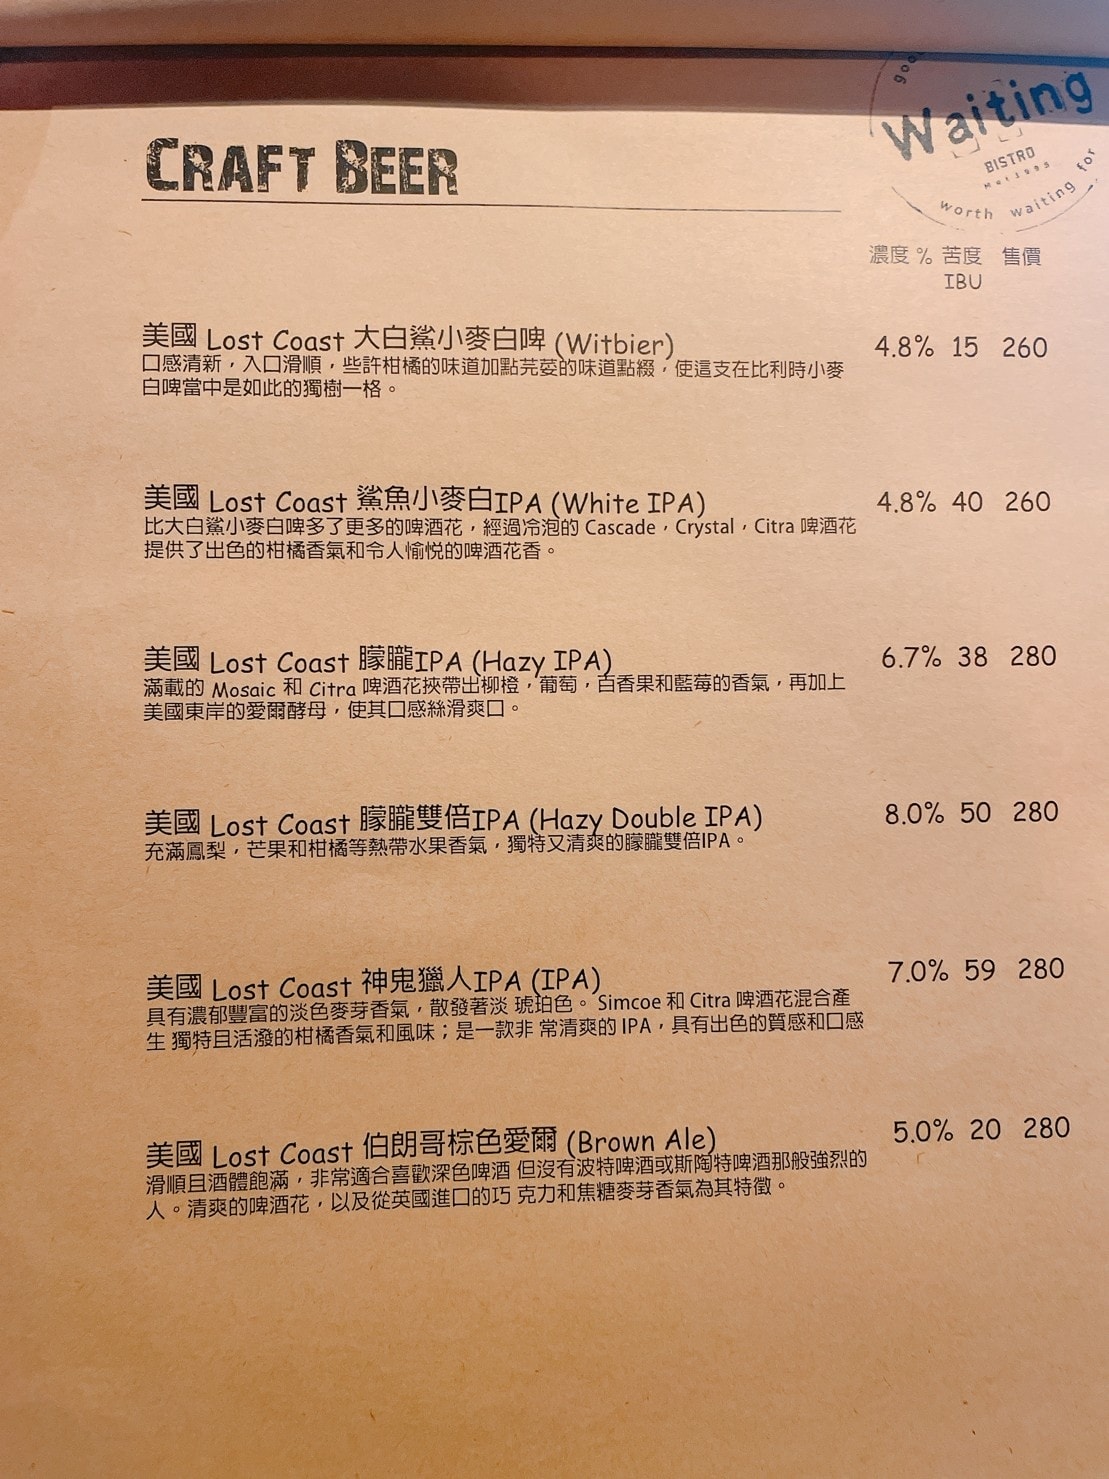 CRAFT BEER
Waiting
BISTRO
worth waiting for
濃度 % 苦度 售價
IBU
美國 Lost Coast 大白鯊小麥白啤 (Witbier) 4.8% 15 260
口感清新，入口滑順，些許柑橘的味道加點芫荽的味道點綴，使這支在比利時小麥
白啤當中是如此的獨樹一格。
美國 Lost Coast 鯊魚小麥白IPA (White IPA) 4.8% 40 260
比大白鯊小麥白啤多了更多的啤酒花，經過冷泡的 Cascade，Crystal，Citra 啤酒花
提供了出色的柑橘香氣和令人愉悅的啤酒花香。
美國 Lost Coast 朦朧IPA (Hazy IPA) 6.7% 38 280
滿載的 Mosaic 和 Citra 啤酒花挾帶出柳橙，葡萄，百香果和藍莓的香氣，再加上
美國東岸的愛爾酵母，使其口感絲滑爽口。
美國 Lost Coast 朦朧雙倍IPA (Hazy Double IPA) 8.0% 50 280
充滿鳳梨，芒果和柑橘等熱帶水果香氣，獨特又清爽的朦朧雙倍IPA。
美國 Lost Coast 神鬼獵人IPA (IPA) 7.0% 59 280
具有濃郁豐富的淡色麥芽香氣，散發著淡 琥珀色。 Simcoe 和 Citra 啤酒花混合產
生 獨特且活潑的柑橘香氣和風味；是一款非 常清爽的 IPA，具有出色的質感和口感
美國 Lost Coast 伯朗哥棕色愛爾 (Brown Ale) 5.0% 20 280
滑順且酒體飽滿，非常適合喜歡深色啤酒 但沒有波特啤酒或斯陶特啤酒那般強烈的
人。清爽的啤酒花，以及從英國進口的巧 克力和焦糖麥芽香氣為其特徵。